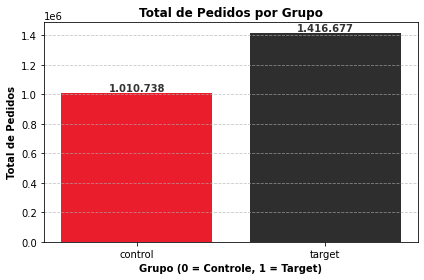 Total de Pedidos por Grupo
1e6
1.4
1.2
1.0
0.8
0.6
0.4
0.2
0.0
Total de Pedidos
1.010.738
1.416.677
control
target
Grupo (0 = Controle, 1 = Target)